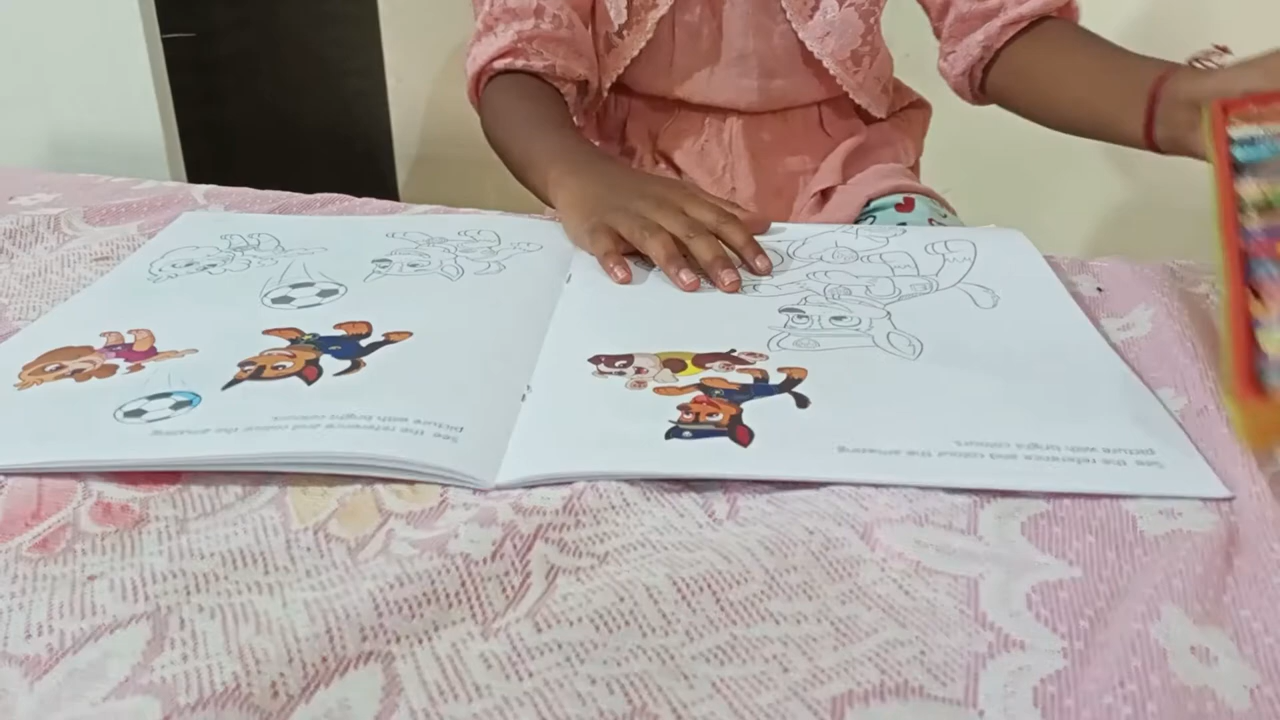 See the reference and colour the amazing
picture with bright colours.
See the reference and colour the amazing
picture with bright colours.